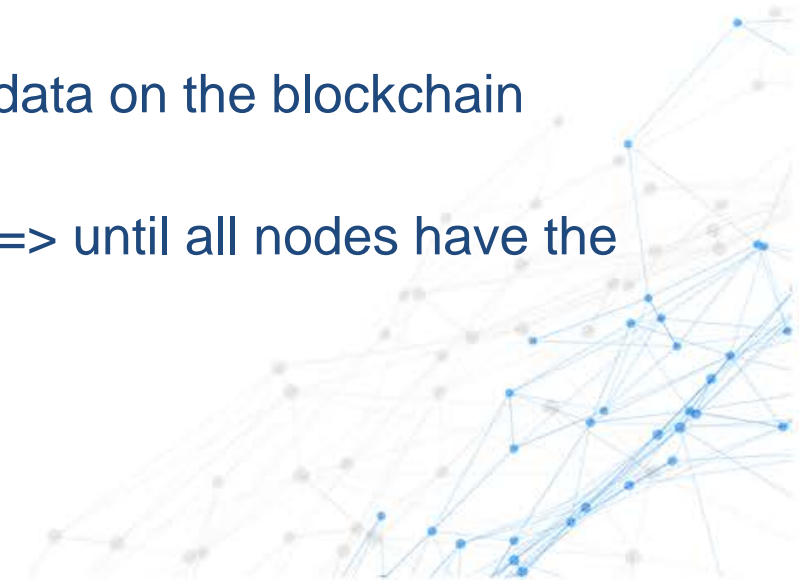 data on the blockchain
=> until all nodes have the